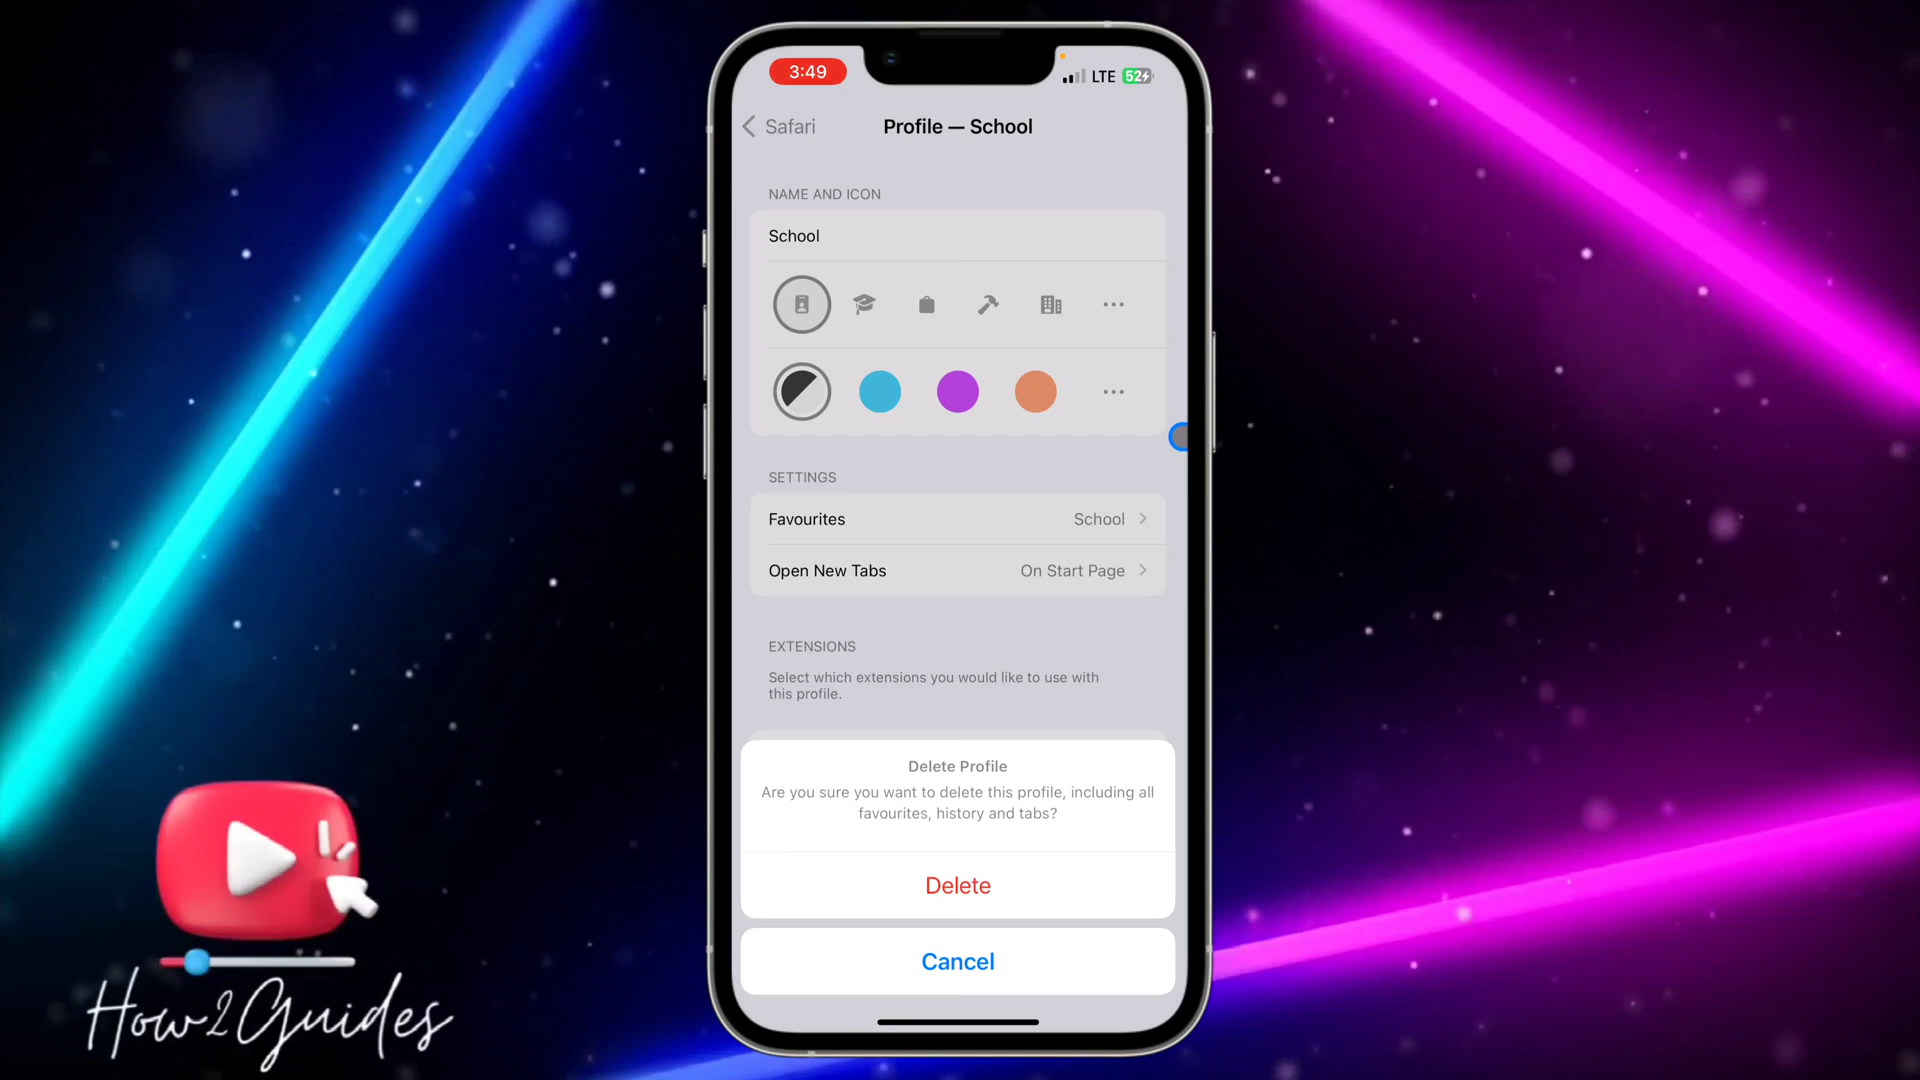 3:49
LTE 52
Safari
Profile — School
NAME AND ICON
School
SETTINGS
Favourites School
Open New Tabs On Start Page
EXTENSIONS
Select which extensions you would like to use with
this profile.
Delete Profile
Are you sure you want to delete this profile, including all
favourites, history and tabs?
Delete
Cancel
How2Guides